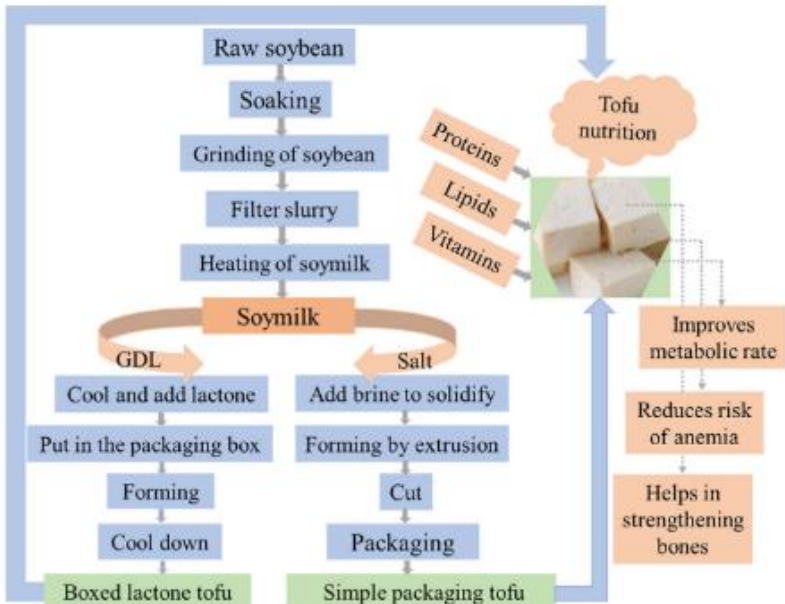 Raw soybean
Soaking
Grinding of soybean
Filter slurry
Heating of soymilk
Soymilk
GDL
Cool and add lactone
Put in the packaging box
Forming
Cool down
Boxed lactone tofu
Salt
Add brine to solidify
Forming by extrusion
Cut
Packaging
Simple packaging tofu
Tofu
nutrition
Proteins
Lipids
Vitamins
Improves
metabolic rate
Reduces risk
of anemia
Helps in
strengthening
bones